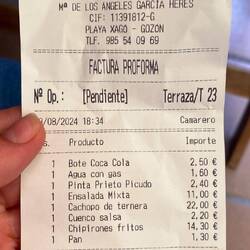 Mª DE LOS ANGELES GARCIA HERES
CIF: 11391812-G
PLAYA XAGO - GOZON
TLF. 985 54 09 69
FACTURA PROFORMA
Nº Op.: [Pendiente] Terraza/T 23
/08/2024 18:34 Camarero
s. Producto Importe
1 Bote Coca Cola 2,50 €
1 Agua con gas 1,60 €
1 Pinta Prieto Picudo 2,40 €
1 Ensalada Mixta 11,00 €
1 Cachopo de ternera 22,00 €
1 Cuenco salsa 2,20 €
1 Chipirones fritos 14,30 €
1 Pan 1,30 €